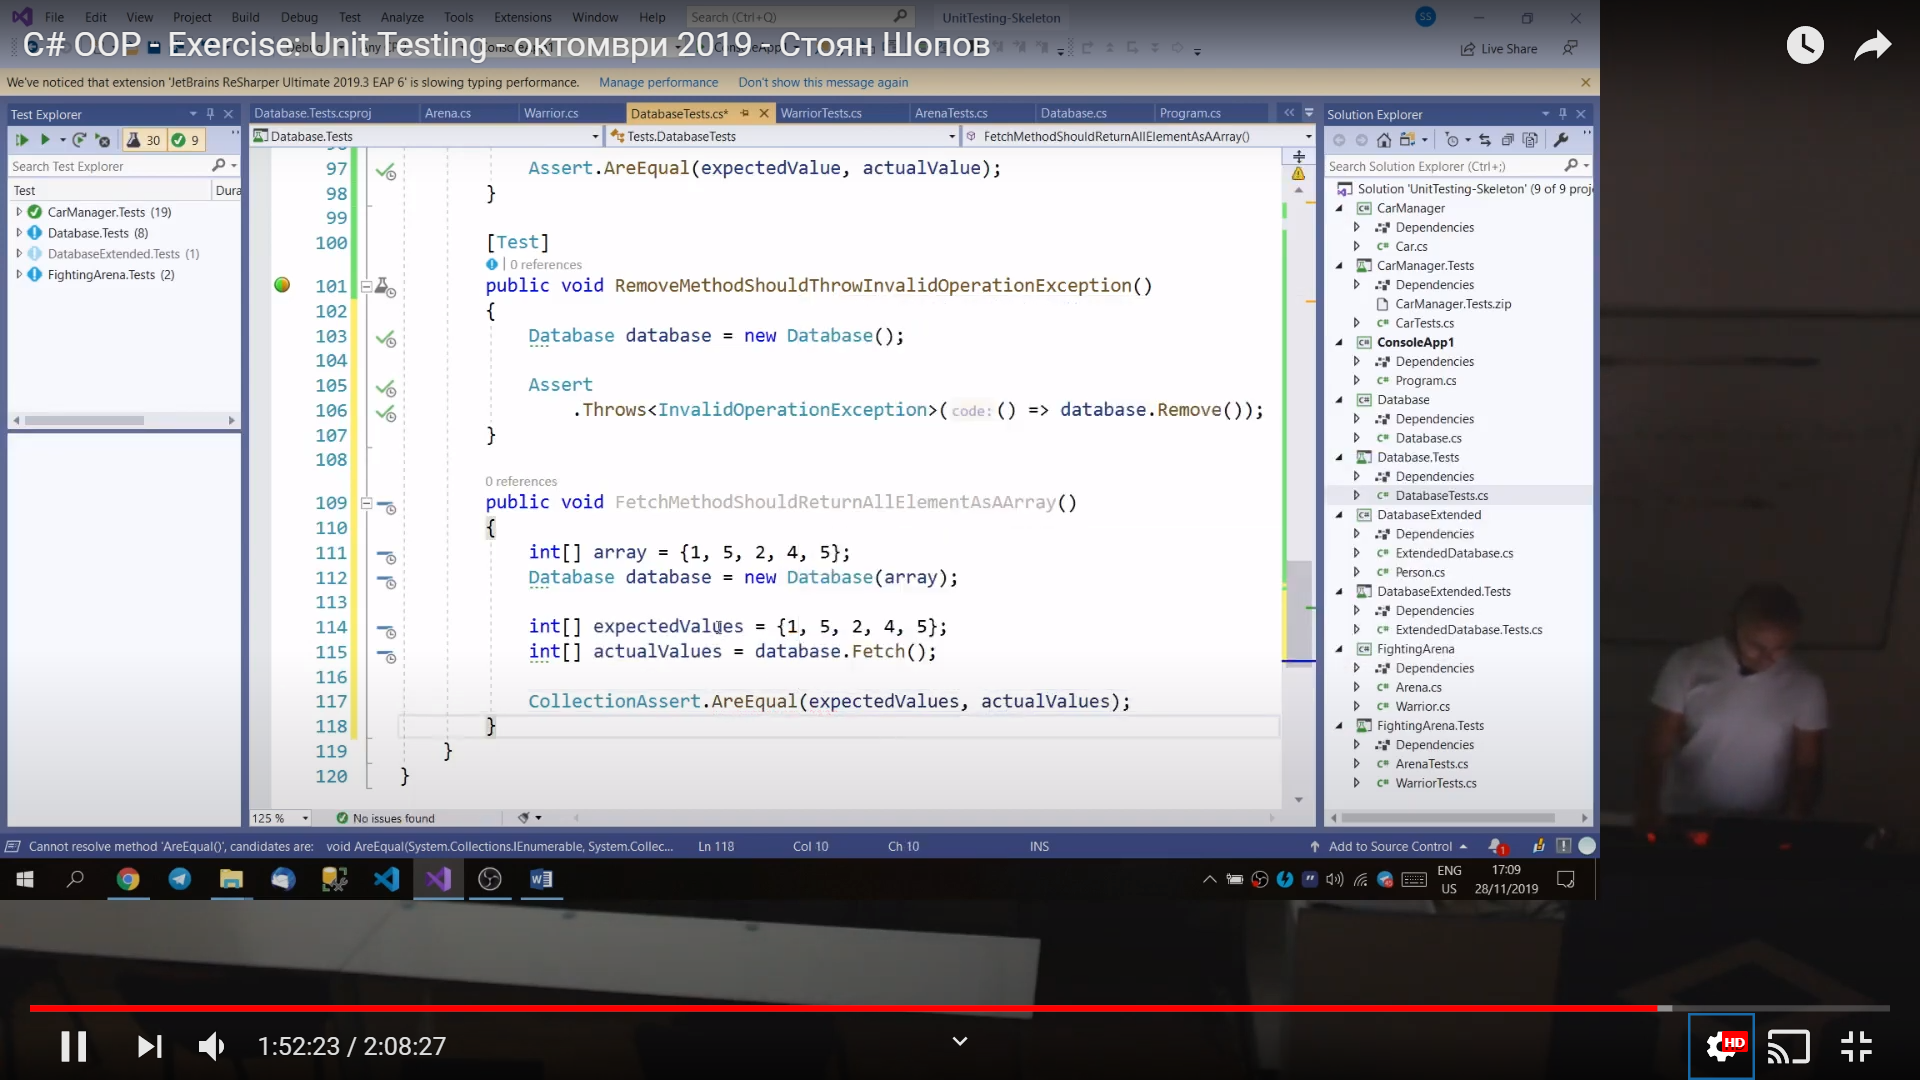 File Edit View Project Build Debug Test Analyze Tools Extensions Window Help Search (Ctrl+Q) UnitTesting-Skeleton SS
C# OOP - Exercise: Unit Testing - октомври 2019 - Стоян Шопов
Live Share
We've noticed that extension 'JetBrains ReSharper Ultimate 2019.3 EAP 6' is slowing typing performance. Manage performance Don't show this message again
Test Explorer
30 9
Search Test Explorer
Test Dura
CarManager.Tests (19)
Database.Tests (8)
DatabaseExtended.Tests (1)
FightingArena.Tests (2)
Database.Tests.csproj Arena.cs Warrior.cs DatabaseTests.cs* WarriorTests.cs ArenaTests.cs Database.cs Program.cs
Database.Tests Tests.DatabaseTests FetchMethodShouldReturnAllElementAsAArray()
97 Assert.AreEqual(expectedValue, actualValue);
98 }
99
100 [Test]
0 references
101 public void RemoveMethodShouldThrowInvalidOperationException()
102 {
103 Database database = new Database();
104
105 Assert
106 .Throws<InvalidOperationException>( code: () => database.Remove());
107 }
108
0 references
109 public void FetchMethodShouldReturnAllElementAsAArray()
110 {
111 int[] array = {1, 5, 2, 4, 5};
112 Database database = new Database(array);
113
114 int[] expectedValues = {1, 5, 2, 4, 5};
115 int[] actualValues = database.Fetch();
116
117 CollectionAssert.AreEqual(expectedValues, actualValues);
118 }
119 }
120 }
125 % No issues found
Solution Explorer
Search Solution Explorer (Ctrl+;)
Solution 'UnitTesting-Skeleton' (9 of 9 proj
CarManager
Dependencies
Car.cs
CarManager.Tests
Dependencies
CarManager.Tests.zip
CarTests.cs
ConsoleApp1
Dependencies
Program.cs
Database
Dependencies
Database.cs
Database.Tests
Dependencies
DatabaseTests.cs
DatabaseExtended
Dependencies
ExtendedDatabase.cs
Person.cs
DatabaseExtended.Tests
Dependencies
ExtendedDatabase.Tests.cs
FightingArena
Dependencies
Arena.cs
Warrior.cs
FightingArena.Tests
Dependencies
ArenaTests.cs
WarriorTests.cs
Cannot resolve method 'AreEqual()', candidates are: void AreEqual(System.Collections.IEnumerable, System.Collec... Ln 118 Col 10 Ch 10 INS Add to Source Control 1
ENG
US
17:09
28/11/2019
1:52:23 / 2:08:27
HD